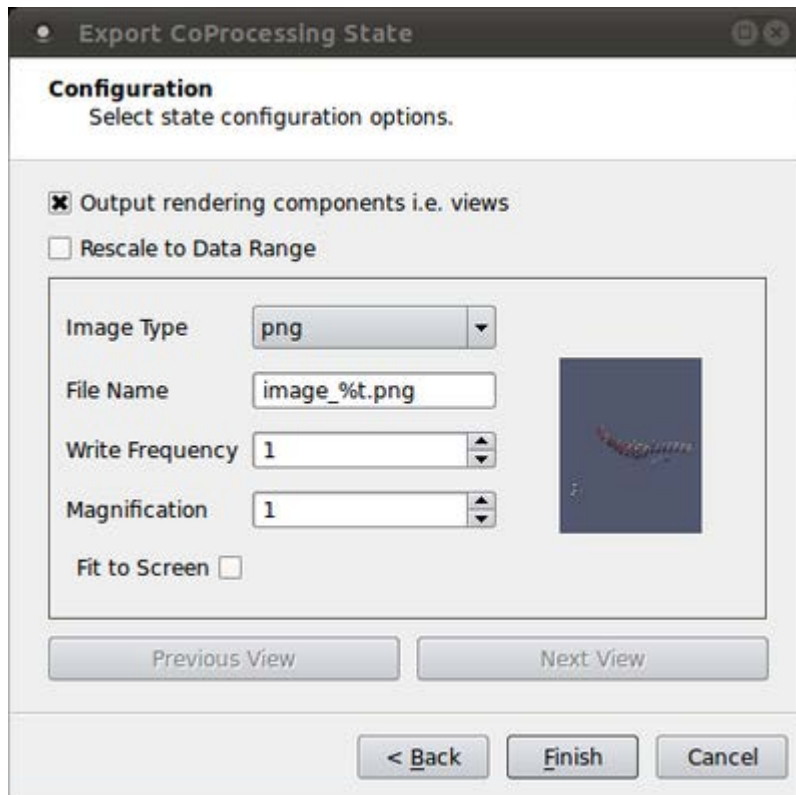 Export CoProcessing State
Configuration
Select state configuration options.
Output rendering components i.e. views
Rescale to Data Range
Image Type png
File Name image_%t.png
Write Frequency 1
Magnification 1
Fit to Screen
Previous View Next View
< Back Finish Cancel